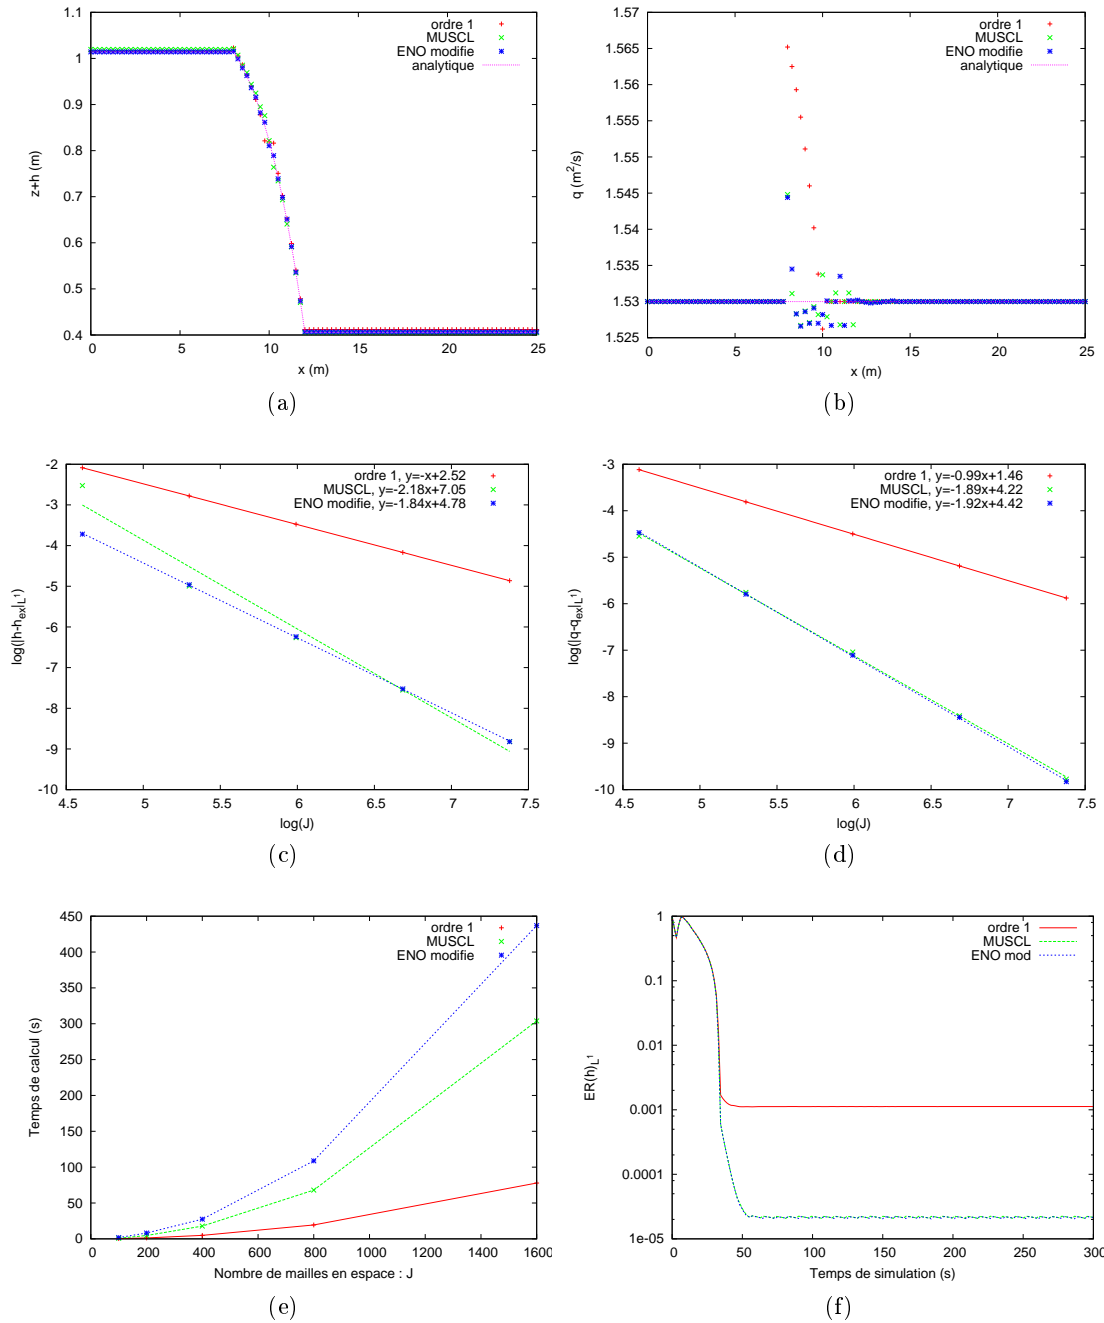 1.1
1
0.9
0.8
0.7
0.6
0.5
0.4
z+h (m)
0 5 10 15 20 25
x (m)
ordre 1
MUSCL
ENO modifie
analytique
(a)
1.57
1.565
1.56
1.555
1.55
1.545
1.54
1.535
1.53
1.525
q (m²/s)
0 5 10 15 20 25
x (m)
ordre 1
MUSCL
ENO modifie
analytique
(b)
-2
-3
-4
-5
-6
-7
-8
-9
-10
log(|h-h_ex|_L¹)
4.5 5 5.5 6 6.5 7 7.5
log(J)
ordre 1, y=-x+2.52
MUSCL, y=-2.18x+7.05
ENO modifie, y=-1.84x+4.78
(c)
-3
-4
-5
-6
-7
-8
-9
-10
log(|q-q_ex|_L¹)
4.5 5 5.5 6 6.5 7 7.5
log(J)
ordre 1, y=-0.99x+1.46
MUSCL, y=-1.89x+4.22
ENO modifie, y=-1.92x+4.42
(d)
450
400
350
300
250
200
150
100
50
0
Temps de calcul (s)
0 200 400 600 800 1000 1200 1400 1600
Nombre de mailles en espace : J
ordre 1
MUSCL
ENO modifie
(e)
1
0.1
0.01
0.001
0.0001
1e-05
ER(h)_L¹
0 50 100 150 200 250 300
Temps de simulation (s)
ordre 1
MUSCL
ENO mod
(f)